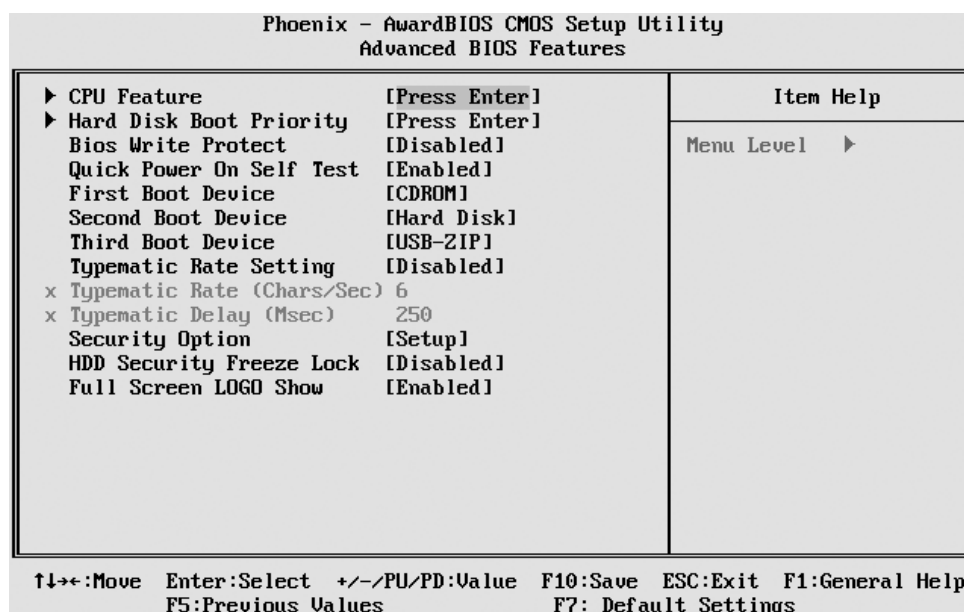 Phoenix - AwardBIOS CMOS Setup Utility
Advanced BIOS Features
▶ CPU Feature [Press Enter]
▶ Hard Disk Boot Priority [Press Enter]
Bios Write Protect [Disabled]
Quick Power On Self Test [Enabled]
First Boot Device [CDROM]
Second Boot Device [Hard Disk]
Third Boot Device [USB-ZIP]
Typematic Rate Setting [Disabled]
x Typematic Rate (Chars/Sec) 6
x Typematic Delay (Msec) 250
Security Option [Setup]
HDD Security Freeze Lock [Disabled]
Full Screen LOGO Show [Enabled]
Item Help
Menu Level ▶
↑↓→←:Move Enter:Select +/-/PU/PD:Value F10:Save ESC:Exit F1:General Help
F5:Previous Values F7: Default Settings